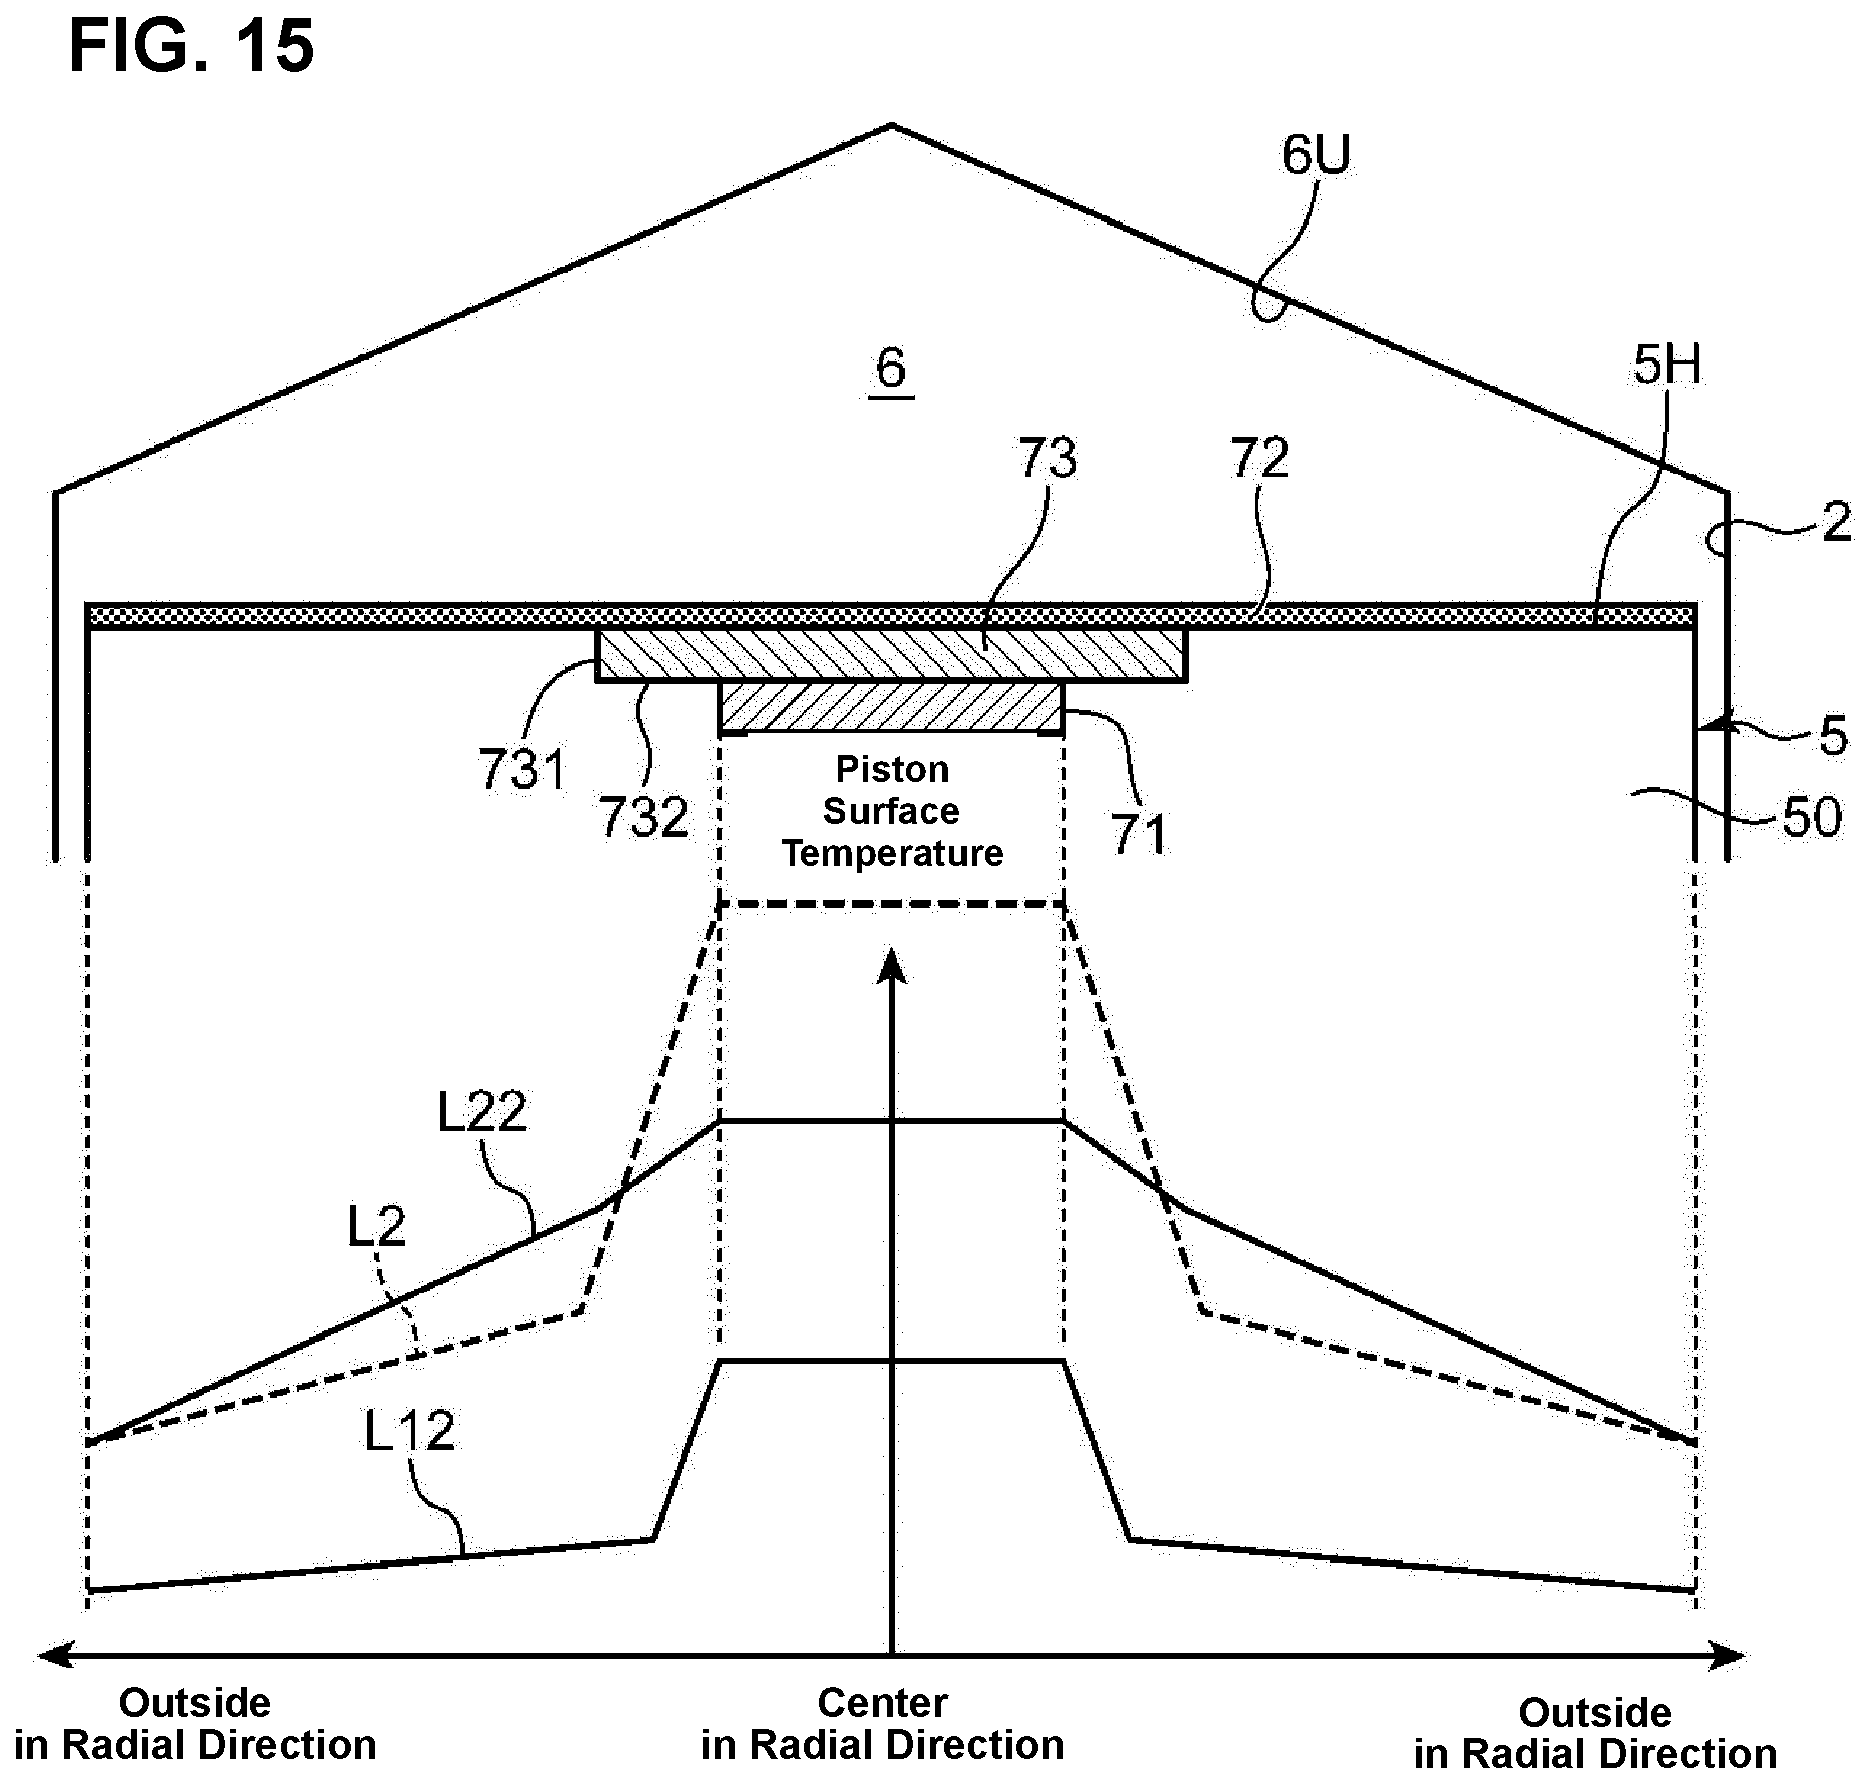 FIG. 15
6U
6
5H
73
72
2
731
732
71
5
50
Piston
Surface
Temperature
L22
L2
L12
Outside
in Radial Direction
Center
in Radial Direction
Outside
in Radial Direction